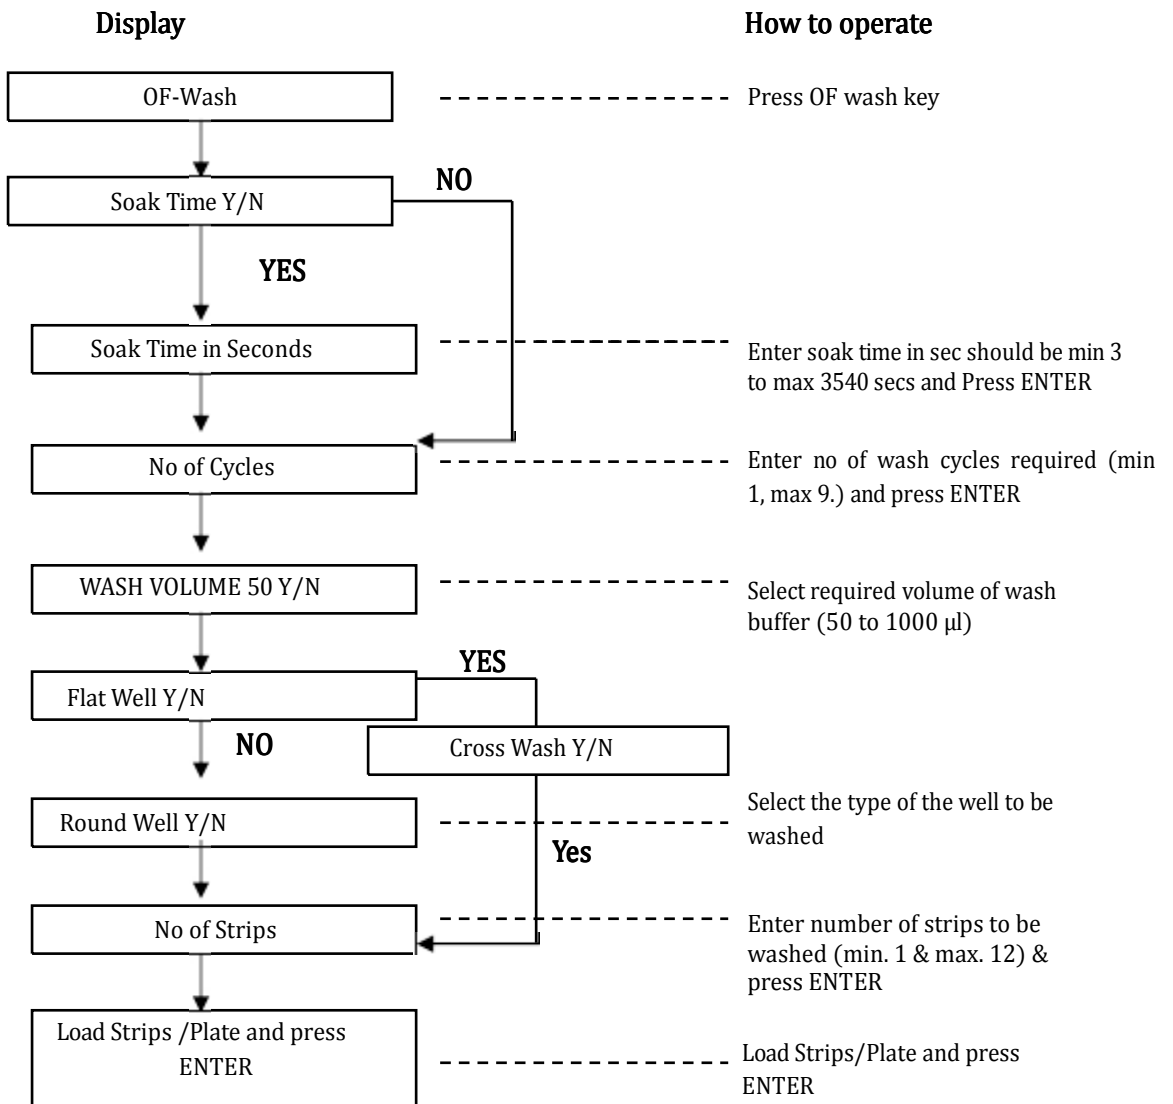 Display
How to operate
OF-Wash
Press OF wash key
Soak Time Y/N
NO
YES
Soak Time in Seconds
Enter soak time in sec should be min 3
to max 3540 secs and Press ENTER
No of Cycles
Enter no of wash cycles required (min
1, max 9.) and press ENTER
WASH VOLUME 50 Y/N
Select required volume of wash
buffer (50 to 1000 µl)
YES
Flat Well Y/N
NO
Cross Wash Y/N
Round Well Y/N
Select the type of the well to be
washed
Yes
No of Strips
Enter number of strips to be
washed (min. 1 & max. 12) &
press ENTER
Load Strips /Plate and press
ENTER
Load Strips/Plate and press
ENTER